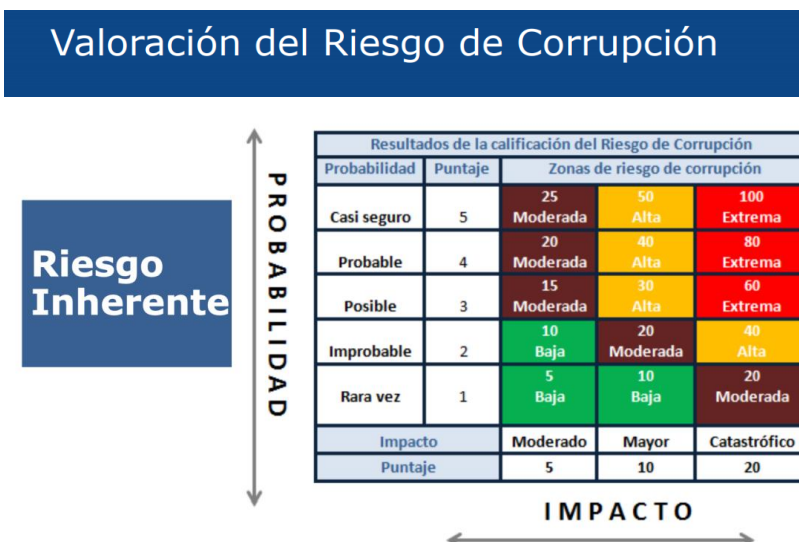 Valoración del Riesgo de Corrupción
Riesgo
Inherente
PROBABILIDAD
Resultados de la calificación del Riesgo de Corrupción
Probabilidad Puntaje Zonas de riesgo de corrupción
Casi seguro 5 25 Moderada 50 Alta 100 Extrema
Probable 4 20 Moderada 40 Alta 80 Extrema
Posible 3 15 Moderada 30 Alta 60 Extrema
Improbable 2 10 Baja 20 Moderada 40 Alta
Rara vez 1 5 Baja 10 Baja 20 Moderada
Impacto Moderado Mayor Catastrófico
Puntaje 5 10 20
IMPACTO